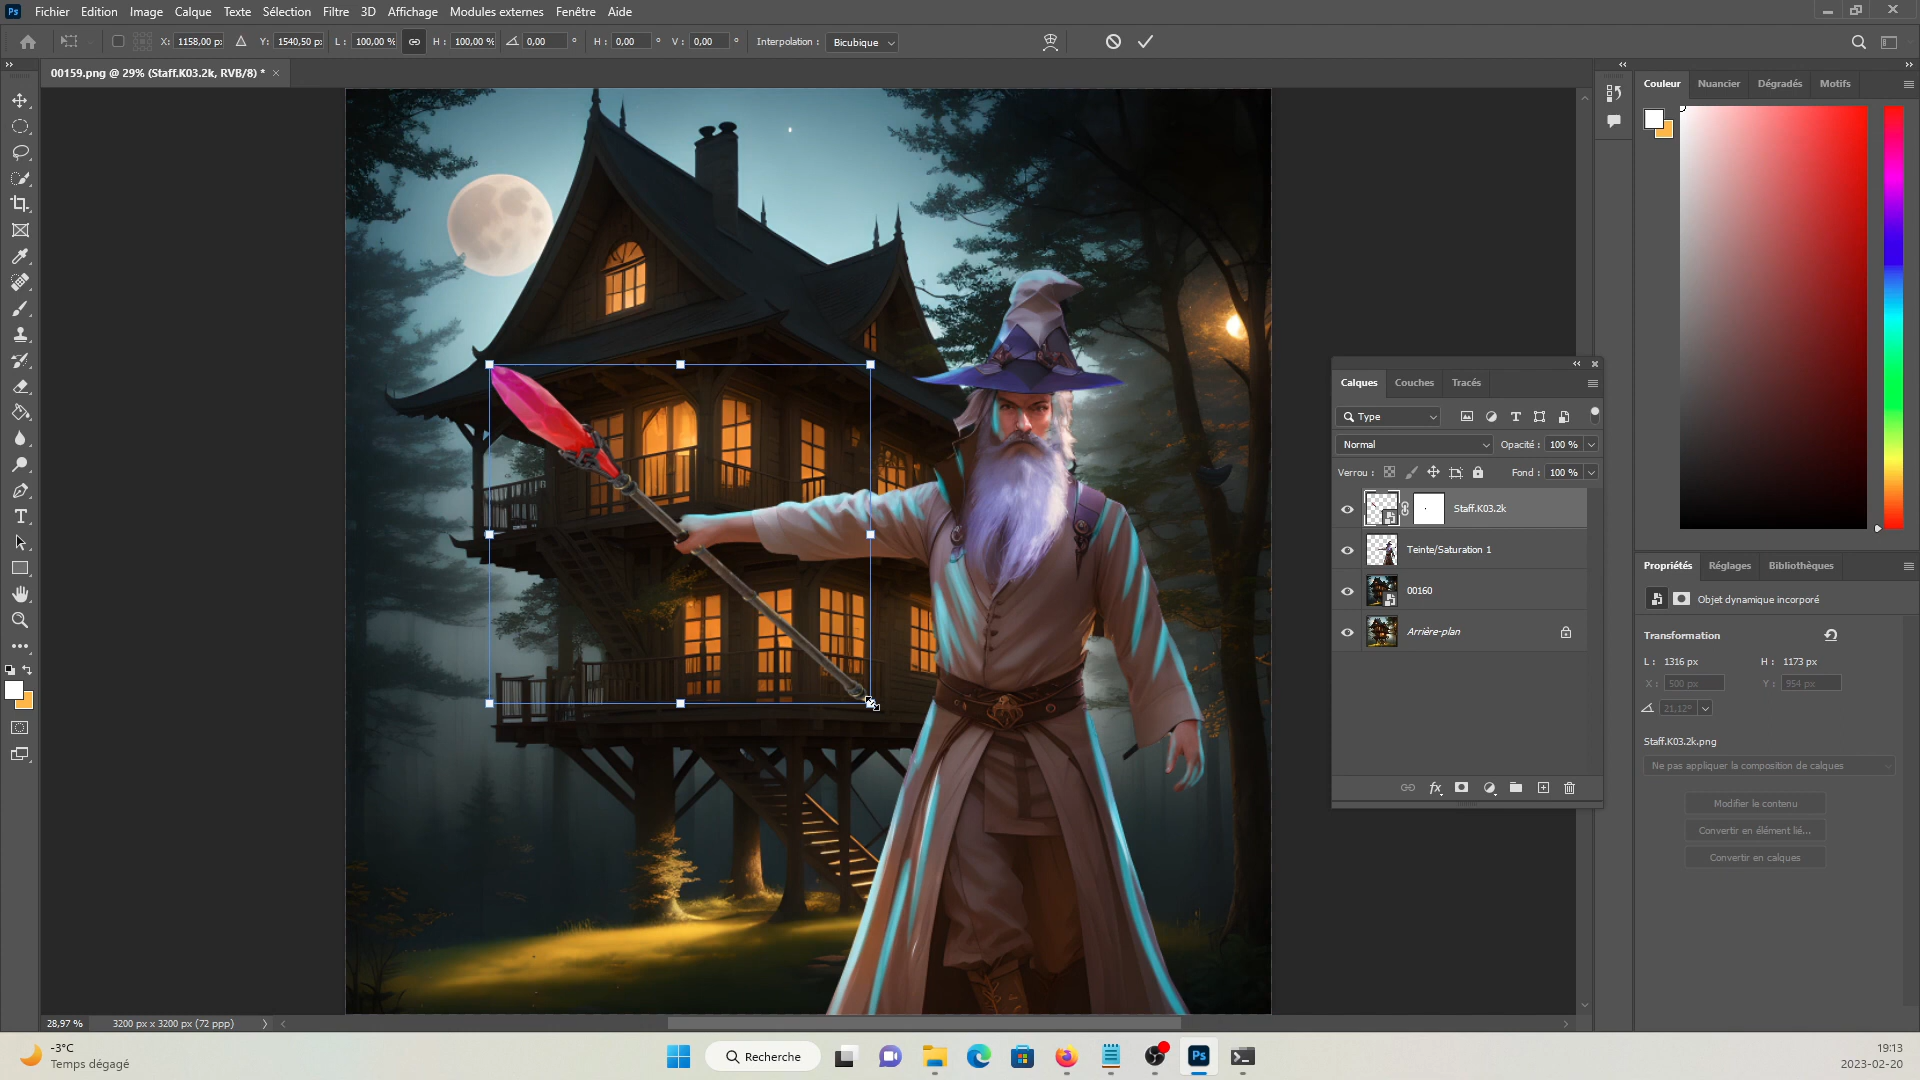 Ps Fichier Edition Image Calque Texte Sélection Filtre 3D Affichage Modules externes Fenêtre Aide
X: 1158,00 px Y: 1540,50 px L : 100,00 % H : 100,00 % 0,00 ° H : 0,00 ° V : 0,00 ° Interpolation : Bicubique
00159.png @ 29% (Staff.K03.2k, RVB/8) *
Couleur Nuancier Dégradés Motifs
Calques Couches Tracés
Type
Normal Opacité : 100 %
Verrou : Fond : 100 %
Staff.K03.2k
Teinte/Saturation 1
00160
Arrière-plan
Propriétés Réglages Bibliothèques
Objet dynamique incorporé
Transformation
L : 1316 px H : 1173 px
X : 500 px Y : 954 px
21,12°
Staff.K03.2k.png
Ne pas appliquer la composition de calques
Modifier le contenu
Convertir en élément lié...
Convertir en calques
28,97 % 3200 px x 3200 px (72 ppp)
-3°C
Temps dégagé
Recherche
Ps
19:13
2023-02-20